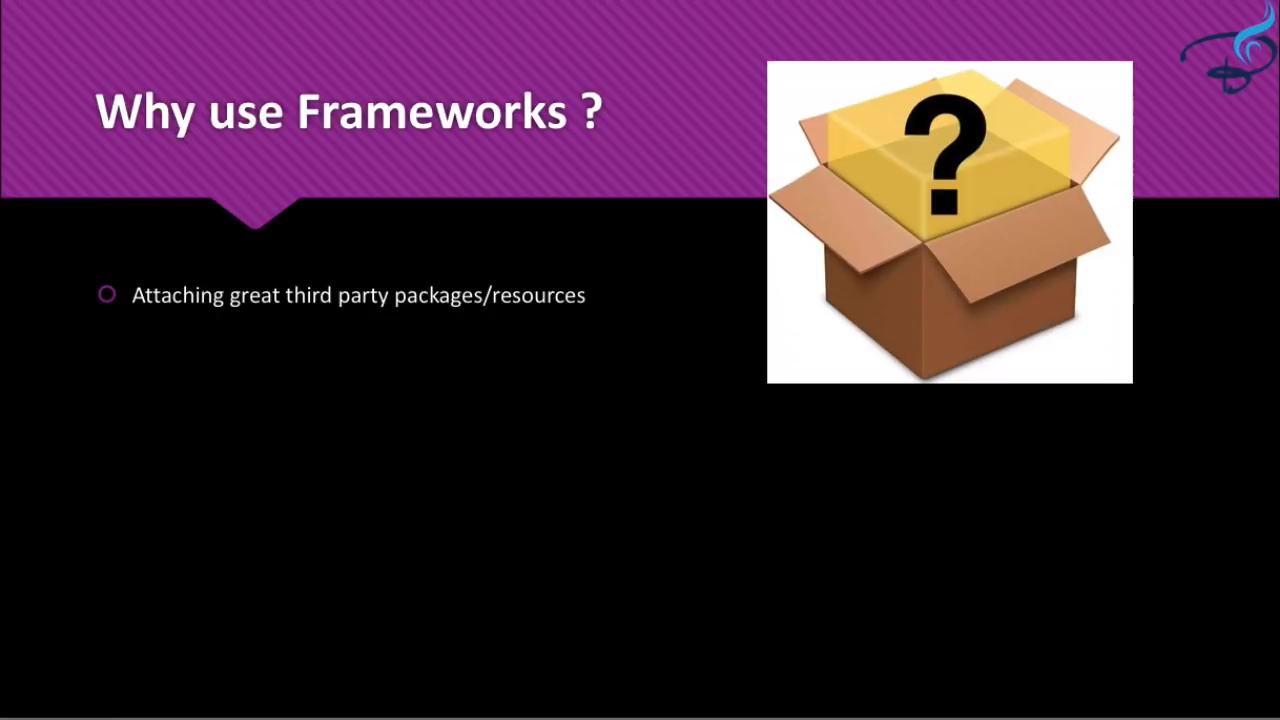 Why use Frameworks ?
?
Attaching great third party packages/resources